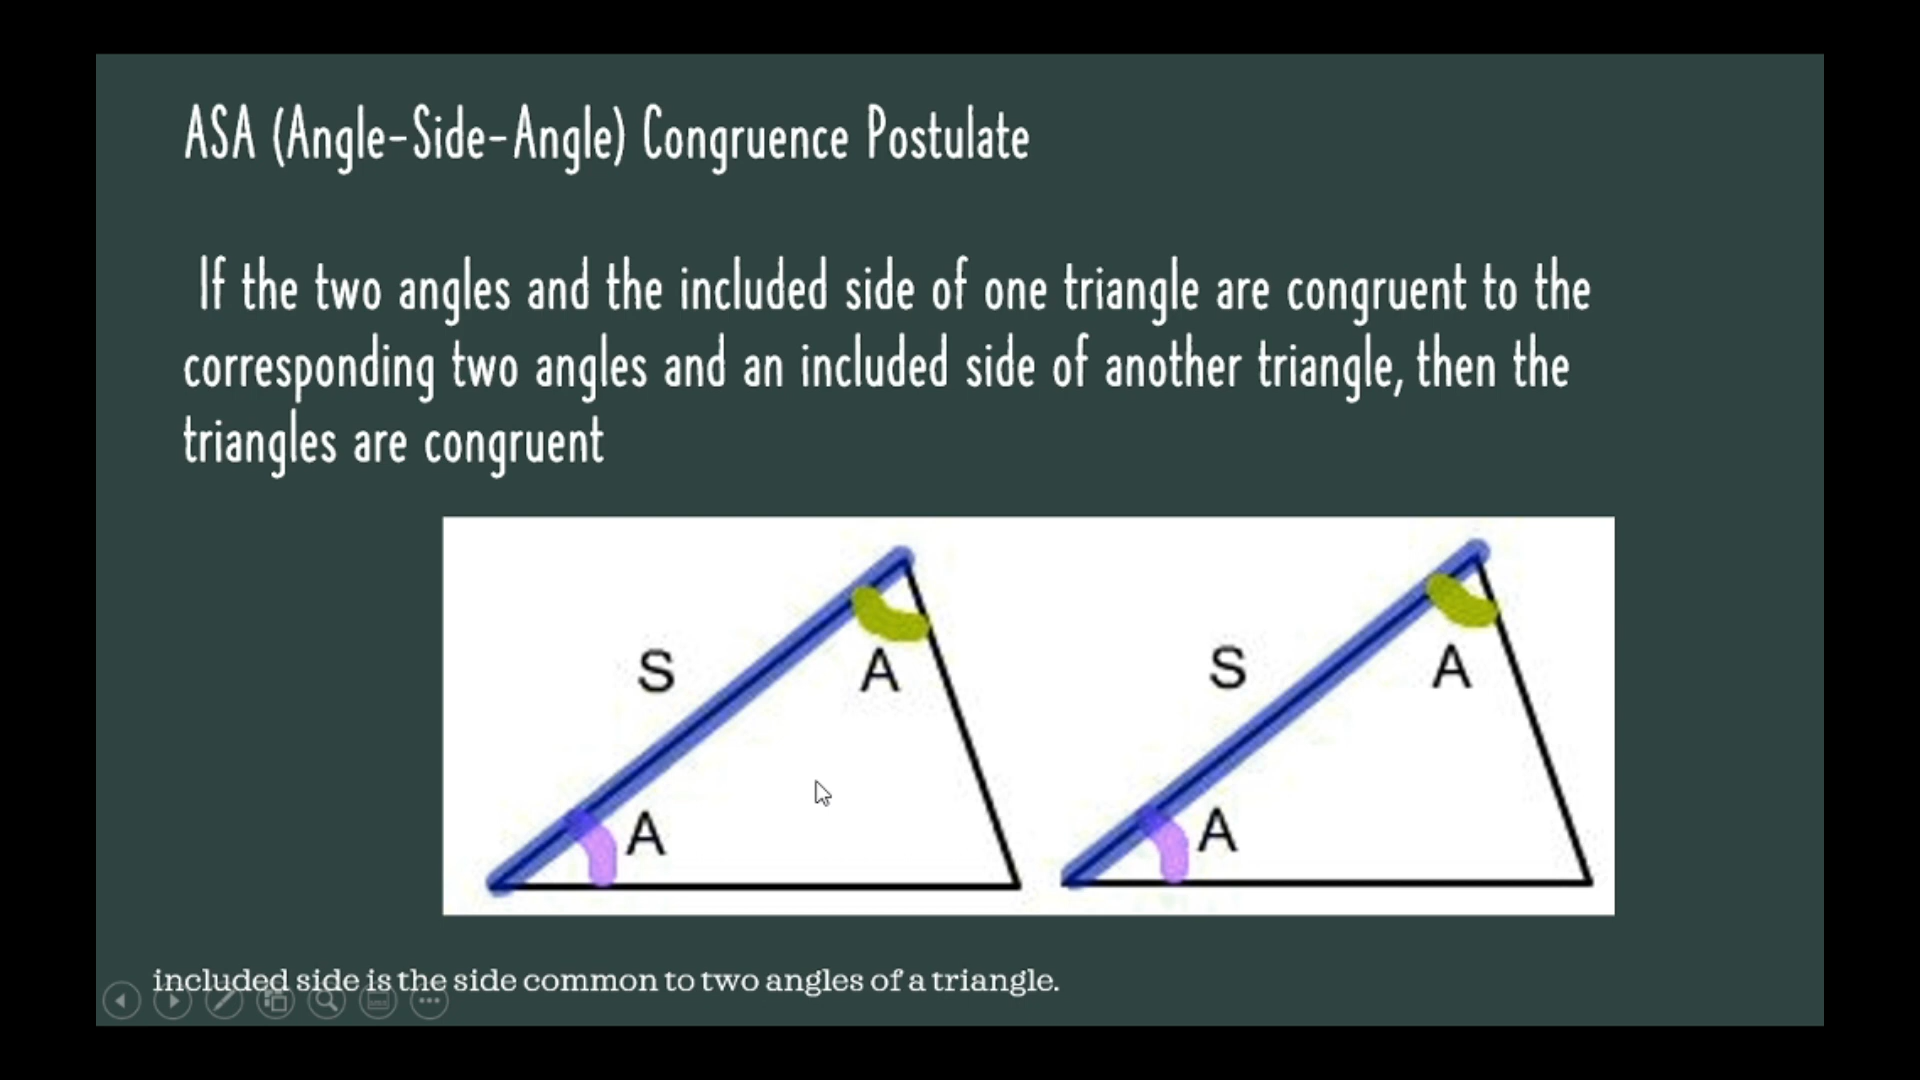 ASA (Angle-Side-Angle) Congruence Postulate
If the two angles and the included side of one triangle are congruent to the
corresponding two angles and an included side of another triangle, then the
triangles are congruent
S
A
A
S
A
A
included side is the side common to two angles of a triangle.